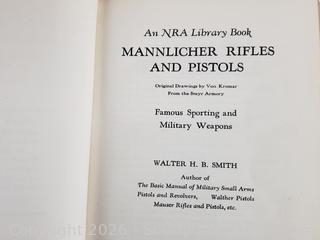 An NRA Library Book
MANNLICHER RIFLES
AND PISTOLS
Original Drawings by Von Kromar
From the Steyr Armory
Famous Sporting and
Military Weapons
WALTER H. B. SMITH
Author of
The Basic Manual of Military Small Arms
Pistols and Revolvers, Walther Pistols
Mauser Rifles and Pistols, etc.
Copyright 2026